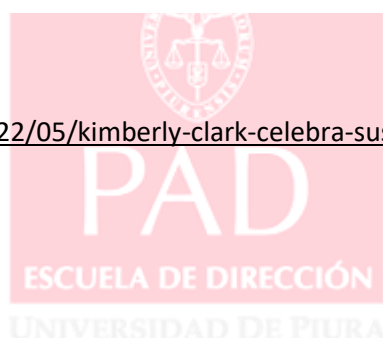 22/05/kimberly-clark-celebra-sus
PAD
ESCUELA DE DIRECCIÓN
UNIVERSIDAD DE PIURA